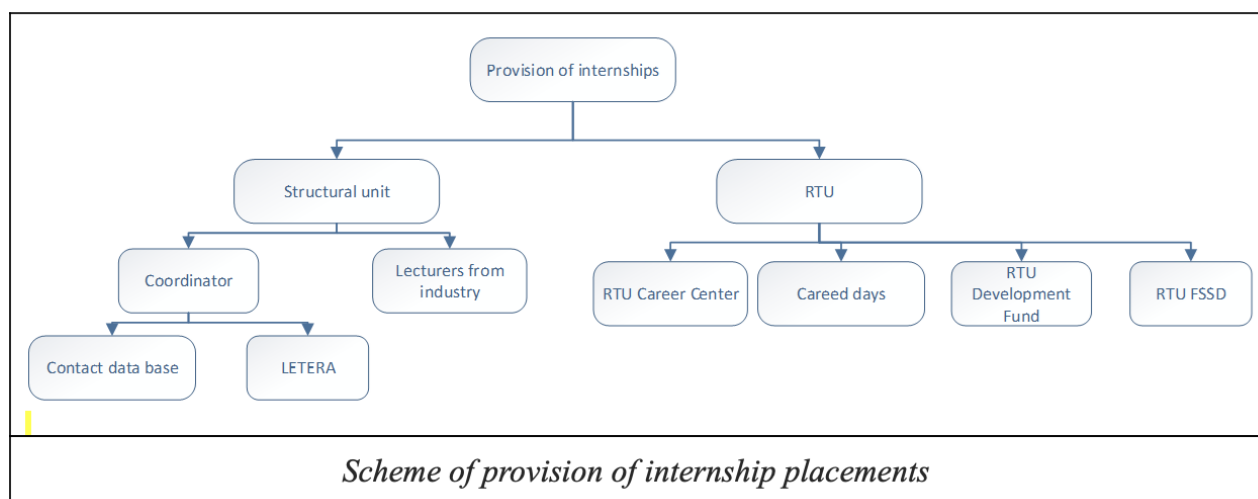 Provision of internships
Structural unit
RTU
Coordinator
Lecturers from
industry
RTU Career Center
Careed days
RTU
Development
Fund
RTU FSSD
Contact data base
LETERA
Scheme of provision of internship placements